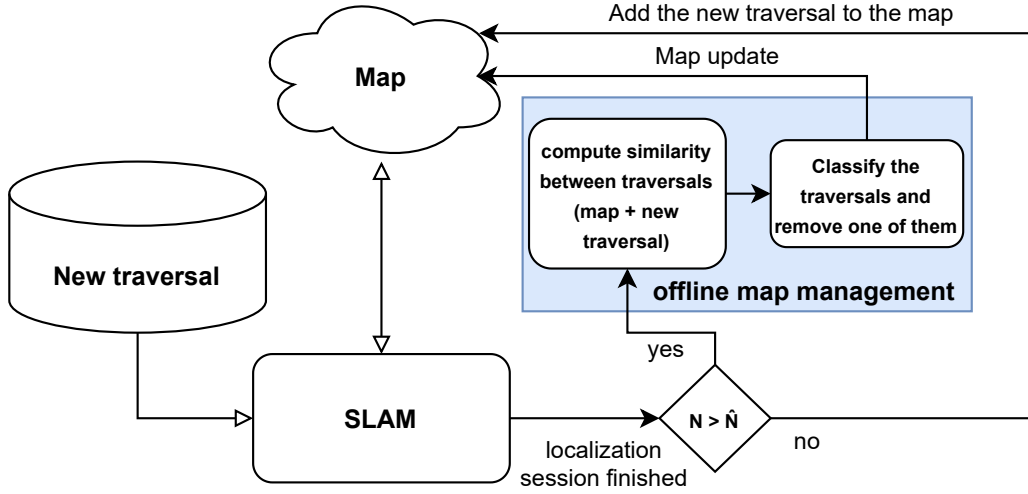 Add the new traversal to the map
Map update
Map
compute similarity
between traversals
(map + new
traversal)
Classify the
traversals and
remove one of them
New traversal
offline map management
yes
SLAM
N > N̂
no
localization
session finished